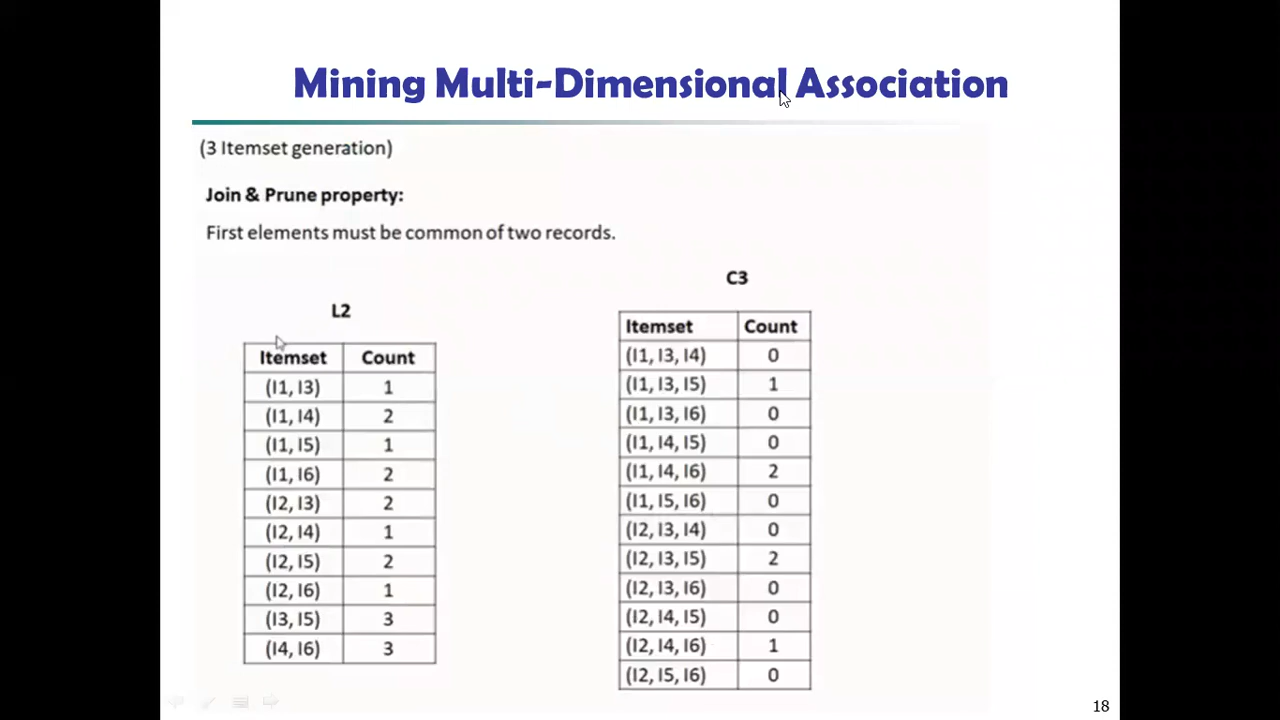 Mining Multi-Dimensional Association
(3 Itemset generation)
Join & Prune property:
First elements must be common of two records.
L2
Itemset Count
(I1, I3) 1
(I1, I4) 2
(I1, I5) 1
(I1, I6) 2
(I2, I3) 2
(I2, I4) 1
(I2, I5) 2
(I2, I6) 1
(I3, I5) 3
(I4, I6) 3
C3
Itemset Count
(I1, I3, I4) 0
(I1, I3, I5) 1
(I1, I3, I6) 0
(I1, I4, I5) 0
(I1, I4, I6) 2
(I1, I5, I6) 0
(I2, I3, I4) 0
(I2, I3, I5) 2
(I2, I3, I6) 0
(I2, I4, I5) 0
(I2, I4, I6) 1
(I2, I5, I6) 0
18